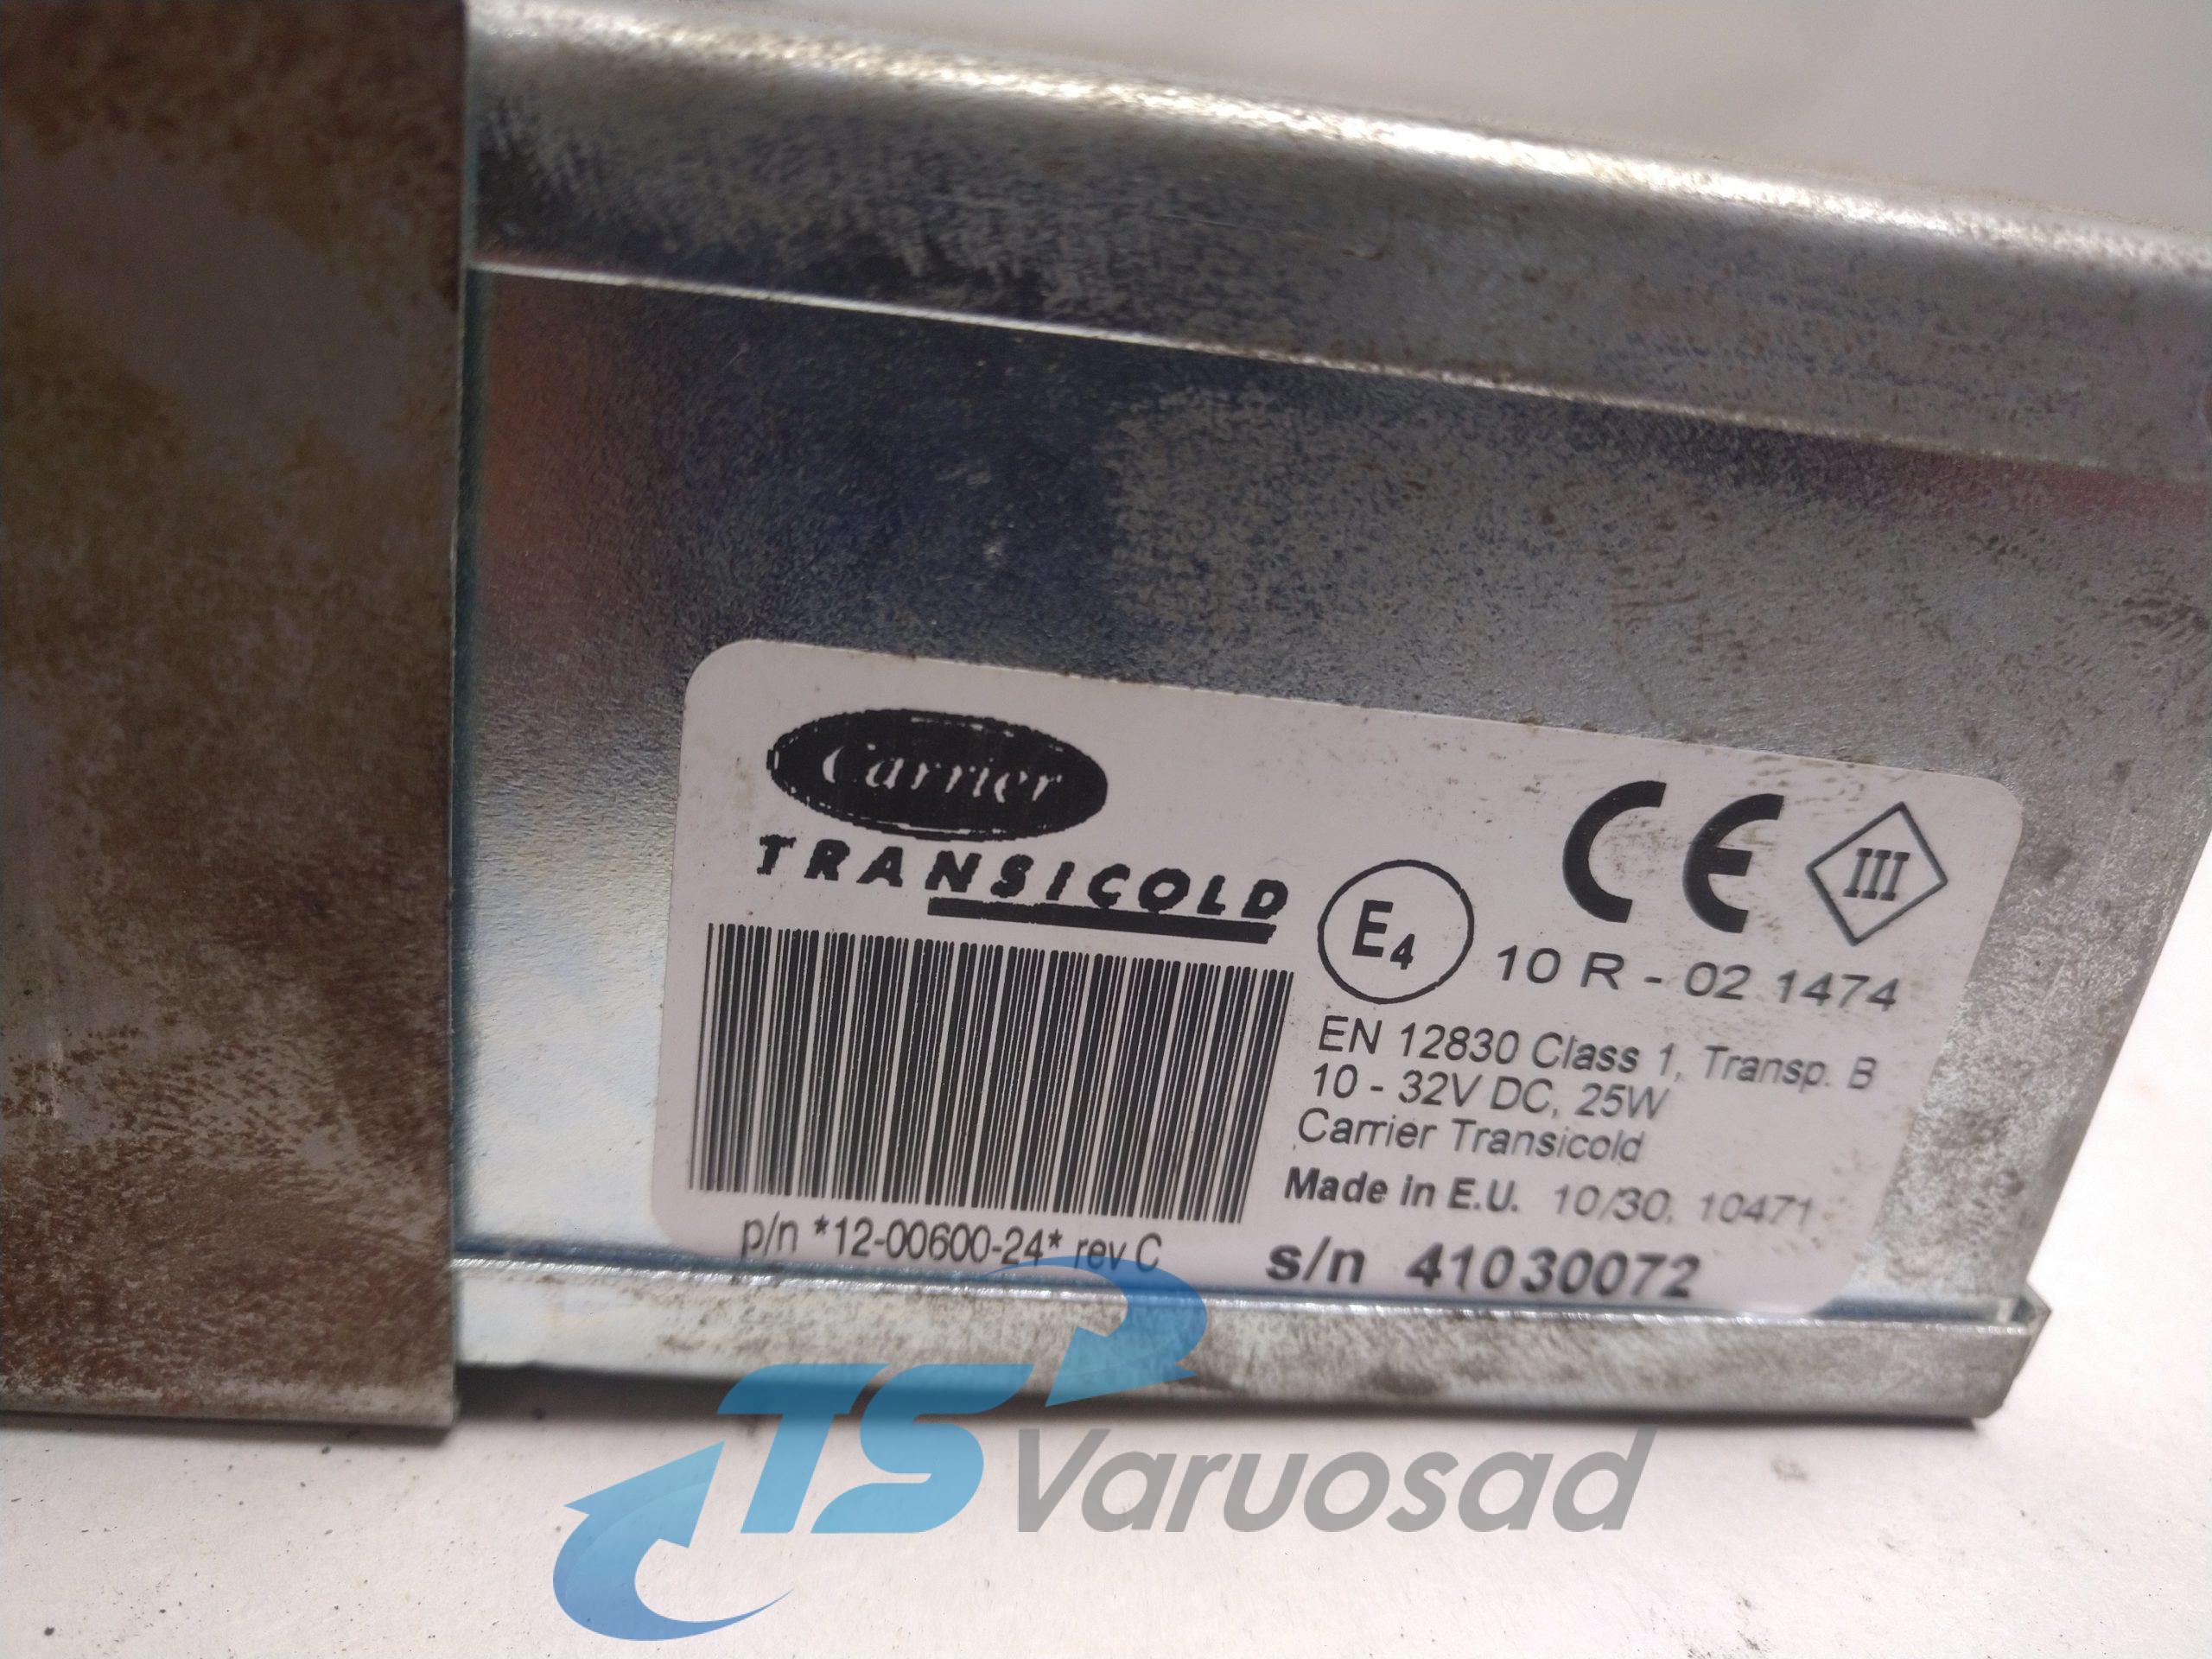 Carrier
TRANSICOLD
CE III
E4 10 R - 02 1474
EN 12830 Class 1, Transp. B
10 - 32V DC, 25W
Carrier Transicold
Made in E.U. 10/30, 10471
p/n *12-00600-24* rev C
s/n 41030072
TS Varuosad